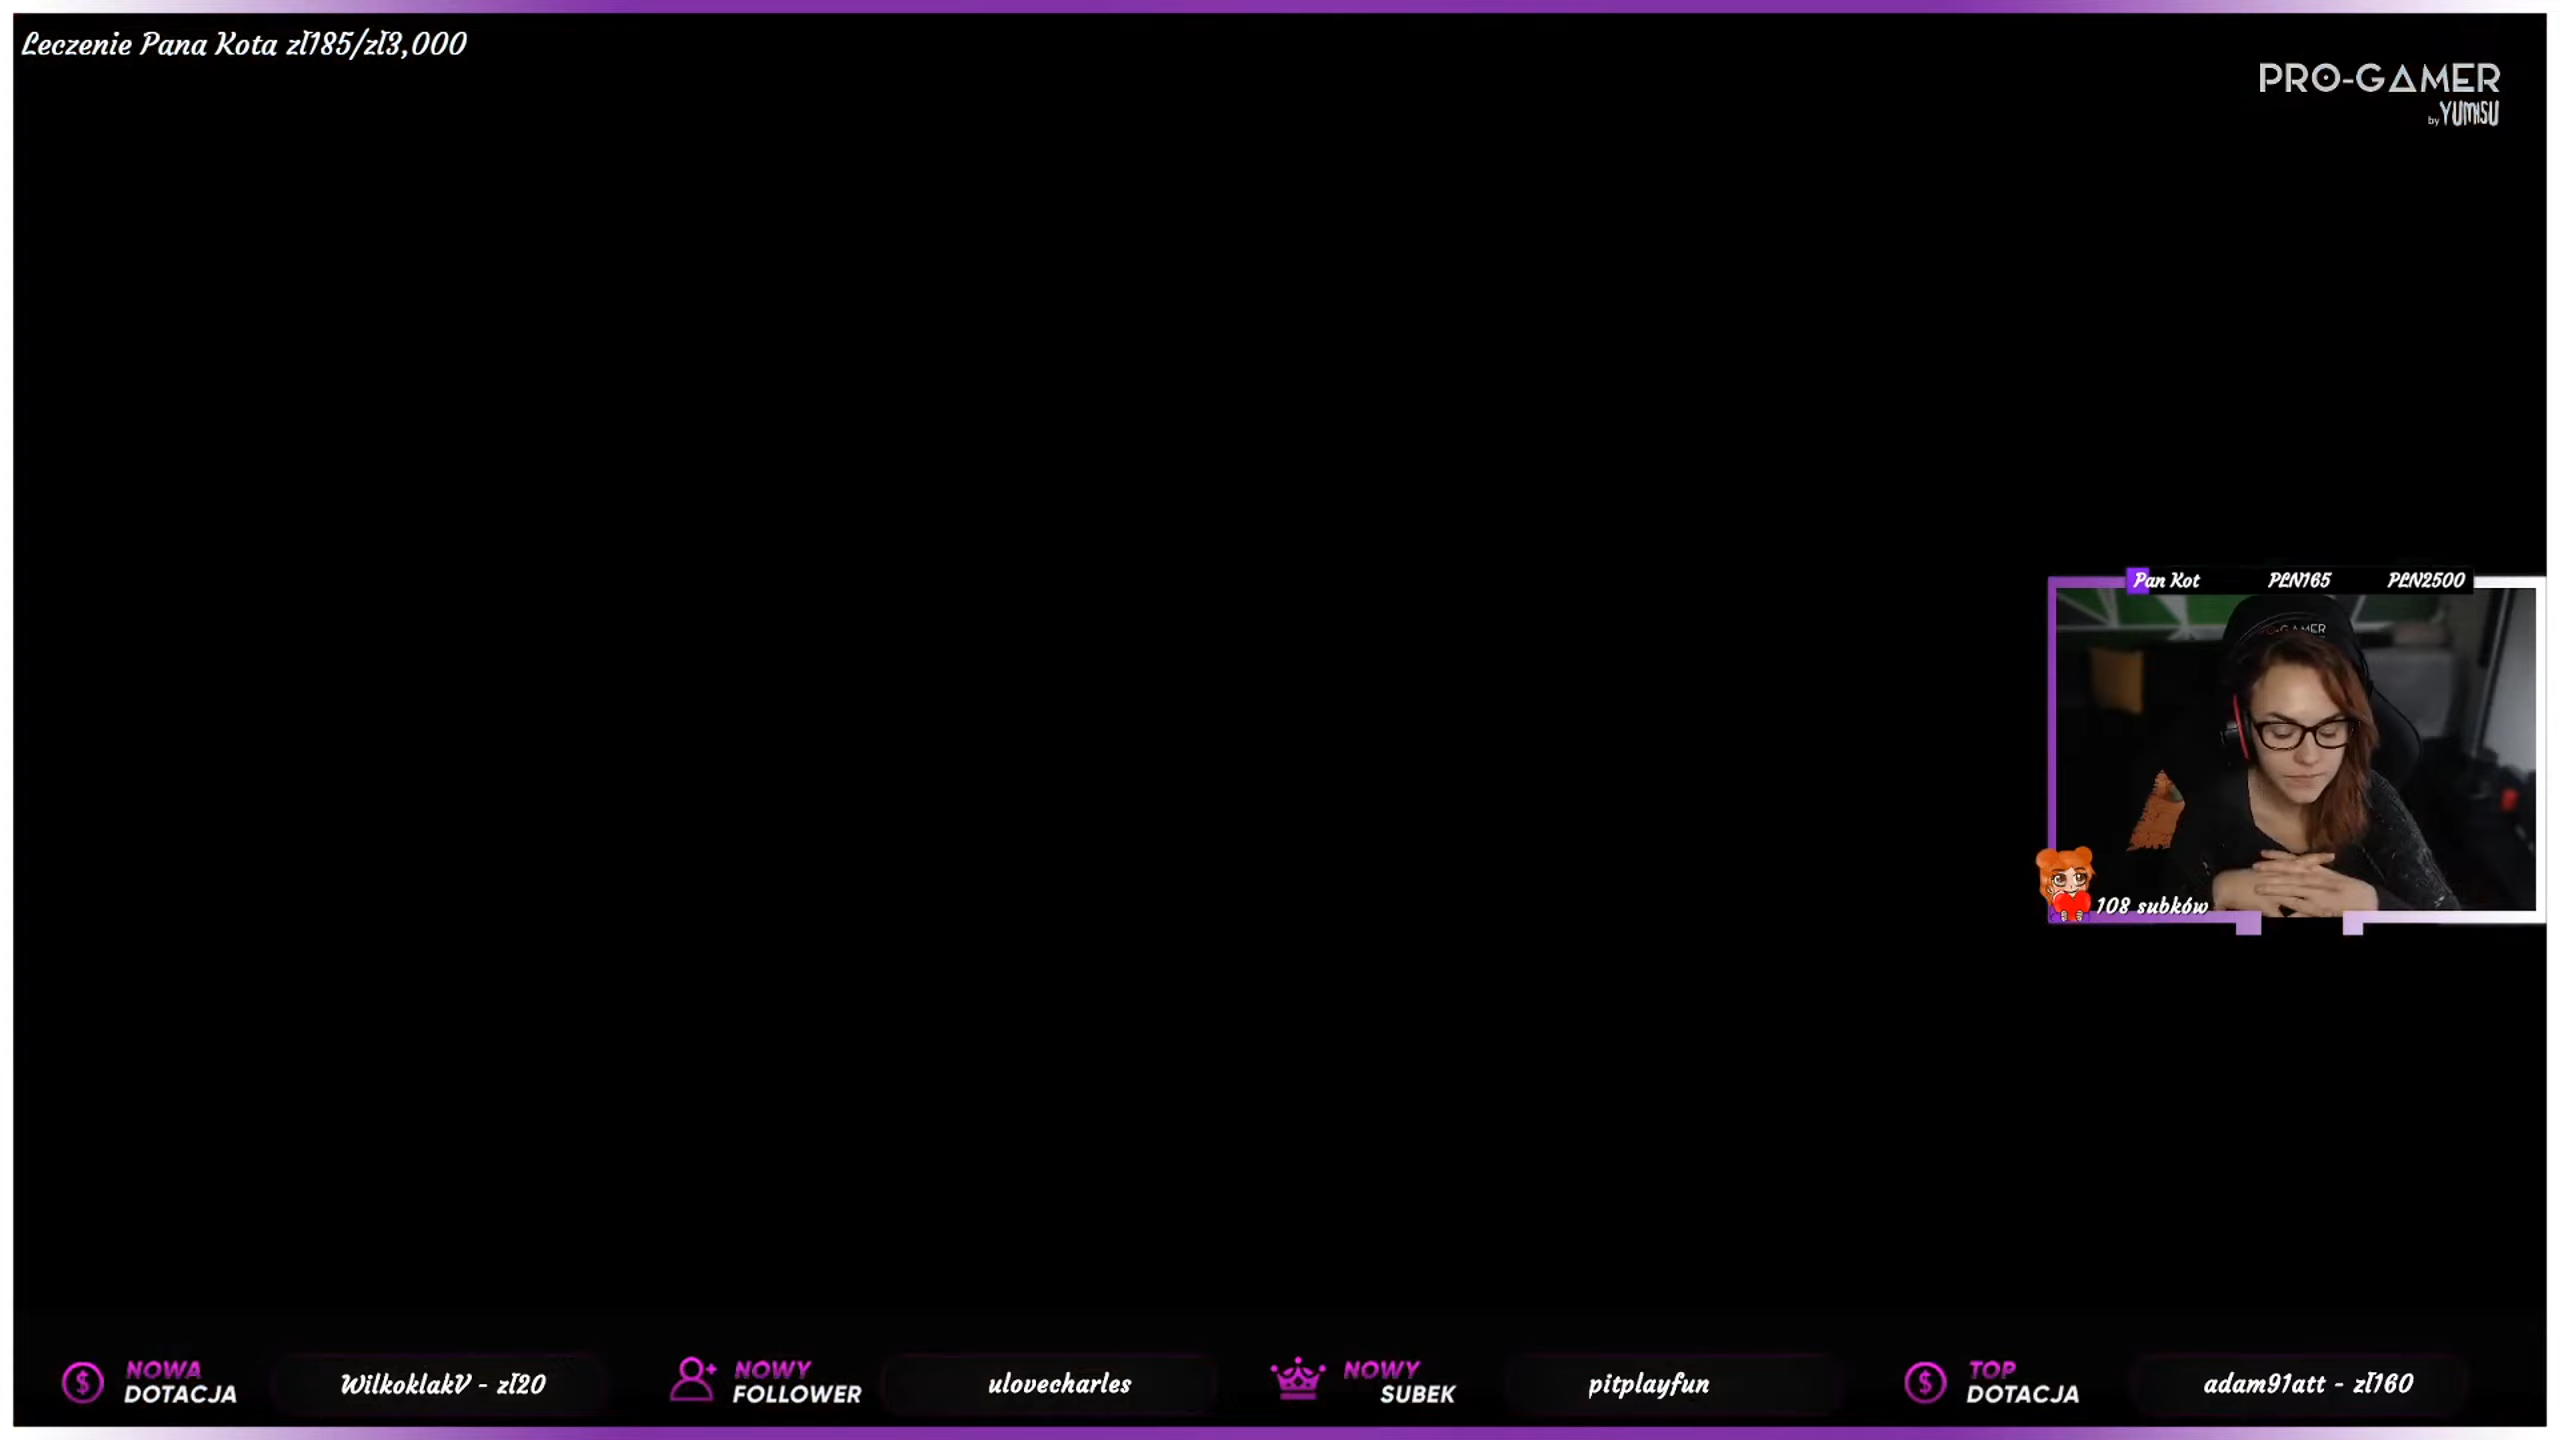 Leczenie Pana Kota zł185/zł3,000
PRO-GAMER
by YUMISU
Pan Kot PLN165 PLN2500
108 subków
NOWA DOTACJA
WilkoklakV - zł20
NOWY FOLLOWER
ulovecharles
NOWY SUBEK
pitplayfun
TOP DOTACJA
adam91att - zł160